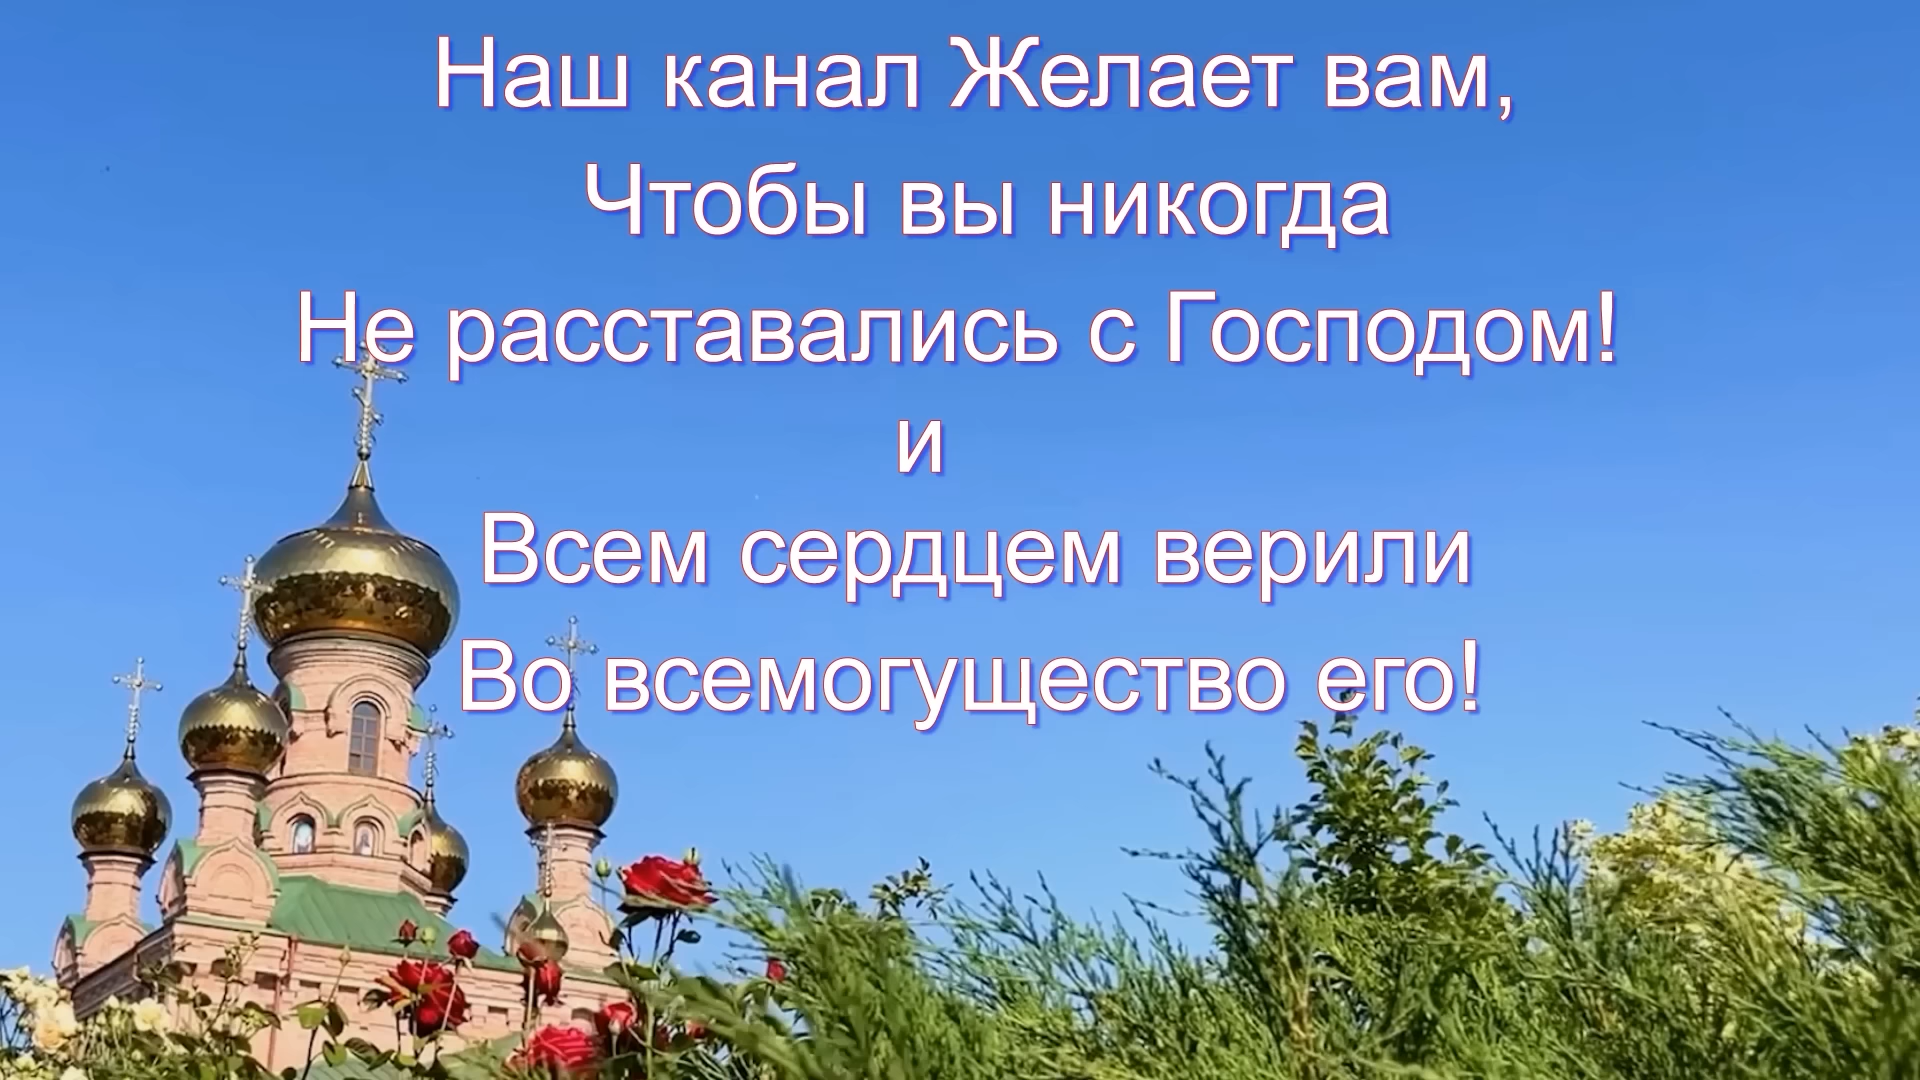 Наш канал Желает вам,
Чтобы вы никогда
Не расставались с Господом!
и
Всем сердцем верили
Во всемогущество его!